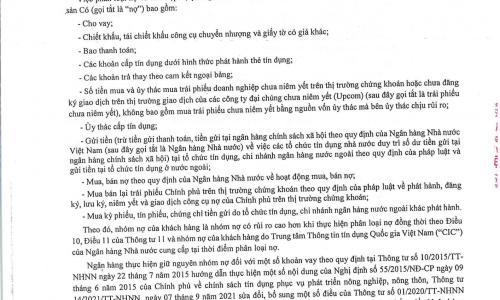 sản Có (gọi tắt là “nợ”) bao gồm:
- Cho vay;
- Chiết khấu, tái chiết khấu công cụ chuyển nhượng và giấy tờ có giá khác;
- Bao thanh toán;
- Các khoản cấp tín dụng dưới hình thức phát hành thẻ tín dụng;
- Các khoản trả thay theo cam kết ngoại bảng;
- Số tiền mua và ủy thác mua trái phiếu doanh nghiệp chưa niêm yết trên thị trường chứng khoán hoặc chưa đăng
ký giao dịch trên thị trường giao dịch của các công ty đại chúng chưa niêm yết (Upcom) (sau đây gọi tắt là trái phiếu
chưa niêm yết), không bao gồm mua trái phiếu chưa niêm yết bằng nguồn vốn ủy thác mà bên ủy thác chịu rủi ro;
- Ủy thác cấp tín dụng;
- Gửi tiền (trừ tiền gửi thanh toán, tiền gửi tại ngân hàng chính sách xã hội theo quy định của Ngân hàng Nhà nước
Việt Nam (sau đây gọi tắt là Ngân hàng Nhà nước) về việc các tổ chức tín dụng nhà nước duy trì số dư tiền gửi tại
ngân hàng chính sách xã hội) tại tổ chức tín dụng, chi nhánh ngân hàng nước ngoài theo quy định của pháp luật và
gửi tiền tại tổ chức tín dụng ở nước ngoài;
- Mua, bán nợ theo quy định của Ngân hàng Nhà nước về hoạt động mua, bán nợ;
- Mua bán lại trái phiếu Chính phủ trên thị trường chứng khoán theo quy định của pháp luật về phát hành, đăng
ký, lưu ký, niêm yết và giao dịch công cụ nợ của Chính phủ trên thị trường chứng khoán;
- Mua kỳ phiếu, tín phiếu, chứng chỉ tiền gửi do tổ chức tín dụng, chi nhánh ngân hàng nước ngoài khác phát hành.
Theo đó, nhóm nợ của khách hàng là nhóm nợ có rủi ro cao hơn khi thực hiện phân loại nợ đồng thời theo Điều
10, Điều 11 của Thông tư 11 và nhóm nợ của khách hàng do Trung tâm Thông tin tín dụng Quốc gia Việt Nam (“CIC”)
của Ngân hàng Nhà nước cung cấp tại thời điểm phân loại nợ.
Ngân hàng thực hiện giữ nguyên nhóm nợ đối với một số khoản vay theo quy định tại Thông tư số 10/2015/TT-
NHNN ngày 22 tháng 7 năm 2015 hướng dẫn thực hiện một số nội dung của Nghị định số 55/2015/NĐ-CP ngày 09
tháng 6 năm 2015 của Chính phủ về chính sách tín dụng phục vụ phát triển nông nghiệp, nông thôn, Thông tư
14/2021/TT-NHNN ngày 07 tháng 9 năm 2021 sửa đổi, bổ sung một số điều của Thông tư số 01/2020/TT-NHNN